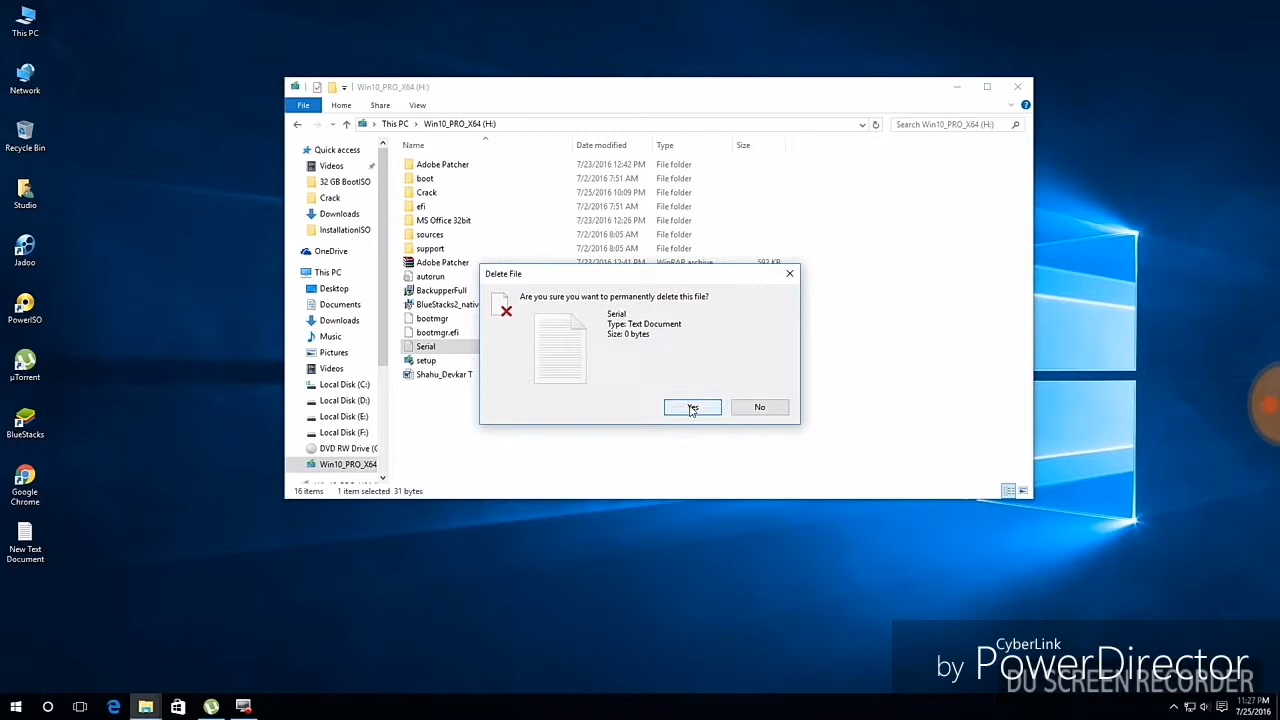 This PC
Network
Recycle Bin
Studio
Jadoo
PowerISO
µTorrent
BlueStacks
Google
Chrome
New Text
Document
Win10_PRO_X64 (H:)
File Home Share View
This PC Win10_PRO_X64 (H:)
Search Win10_PRO_X64 (H:)
Quick access
Videos
32 GB BootISO
Crack
Downloads
InstallationISO
OneDrive
This PC
Desktop
Documents
Downloads
Music
Pictures
Videos
Local Disk (C:)
Local Disk (D:)
Local Disk (E:)
Local Disk (F:)
DVD RW Drive (
Win10_PRO_X64
Name Date modified Type Size
Adobe Patcher 7/23/2016 12:42 PM File folder
boot 7/2/2016 7:51 AM File folder
Crack 7/25/2016 10:09 PM File folder
efi 7/2/2016 7:51 AM File folder
MS Office 32bit 7/23/2016 12:26 PM File folder
sources 7/2/2016 8:05 AM File folder
support 7/2/2016 8:05 AM File folder
Adobe Patcher 7/23/2016 12:41 PM WinRAR archive 592 KB
autorun
BackupperFull
BlueStacks2_nativ
bootmgr
bootmgr.efi
Serial
setup
Shahu_Devkar T
Delete File
Are you sure you want to permanently delete this file?
Serial
Type: Text Document
Size: 0 bytes
Yes No
16 items 1 item selected 31 bytes
CyberLink
by PowerDirector
DU SCREEN RECORDER
11:27 PM
7/25/2016